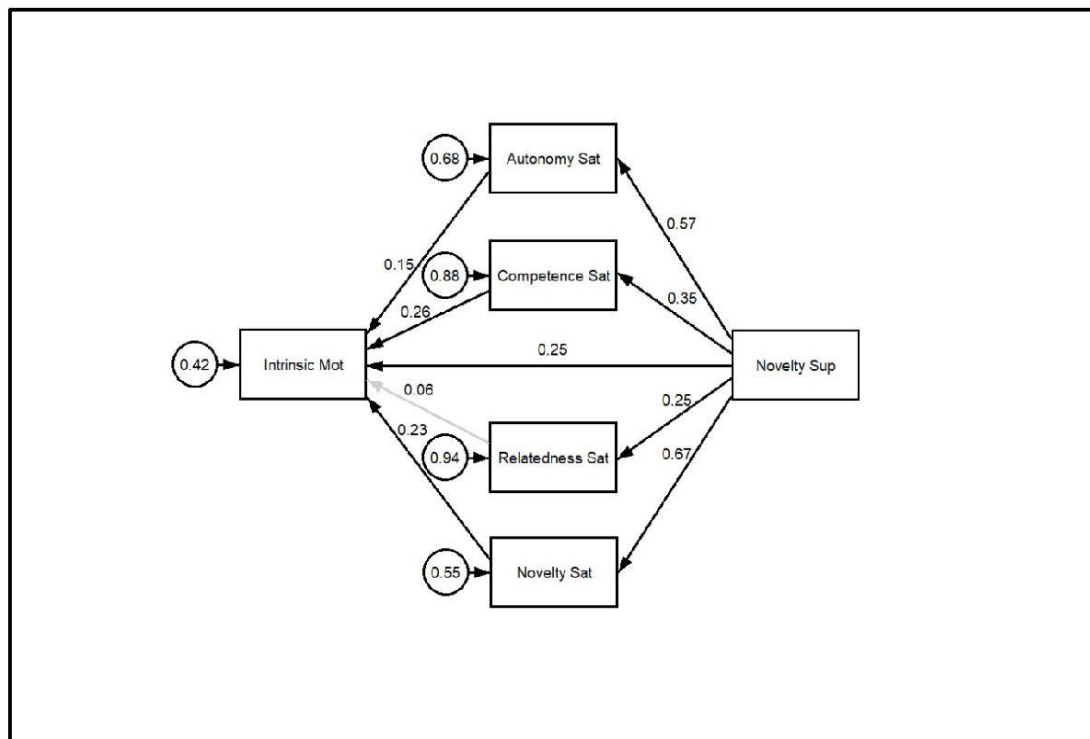 0.68
Autonomy Sat
0.57
0.15
0.88
Competence Sat
0.35
0.26
0.25
0.42
Intrinsic Mot
Novelty Sup
0.06
0.25
0.23
0.94
Relatedness Sat
0.67
0.55
Novelty Sat